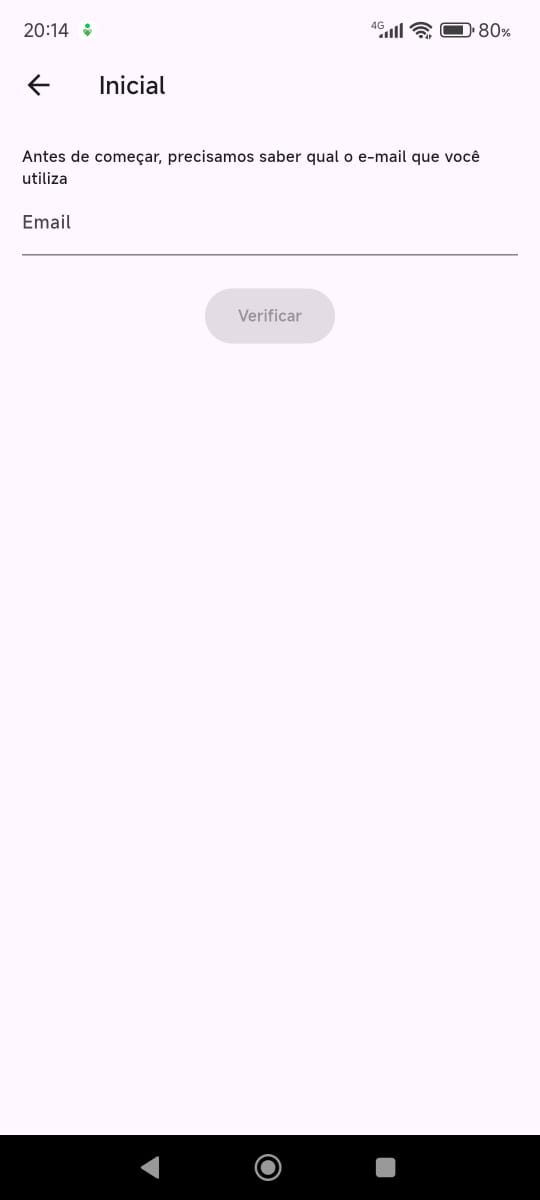 20:14
4G
80%
Inicial
Antes de começar, precisamos saber qual o e-mail que você
utiliza
Email
Verificar